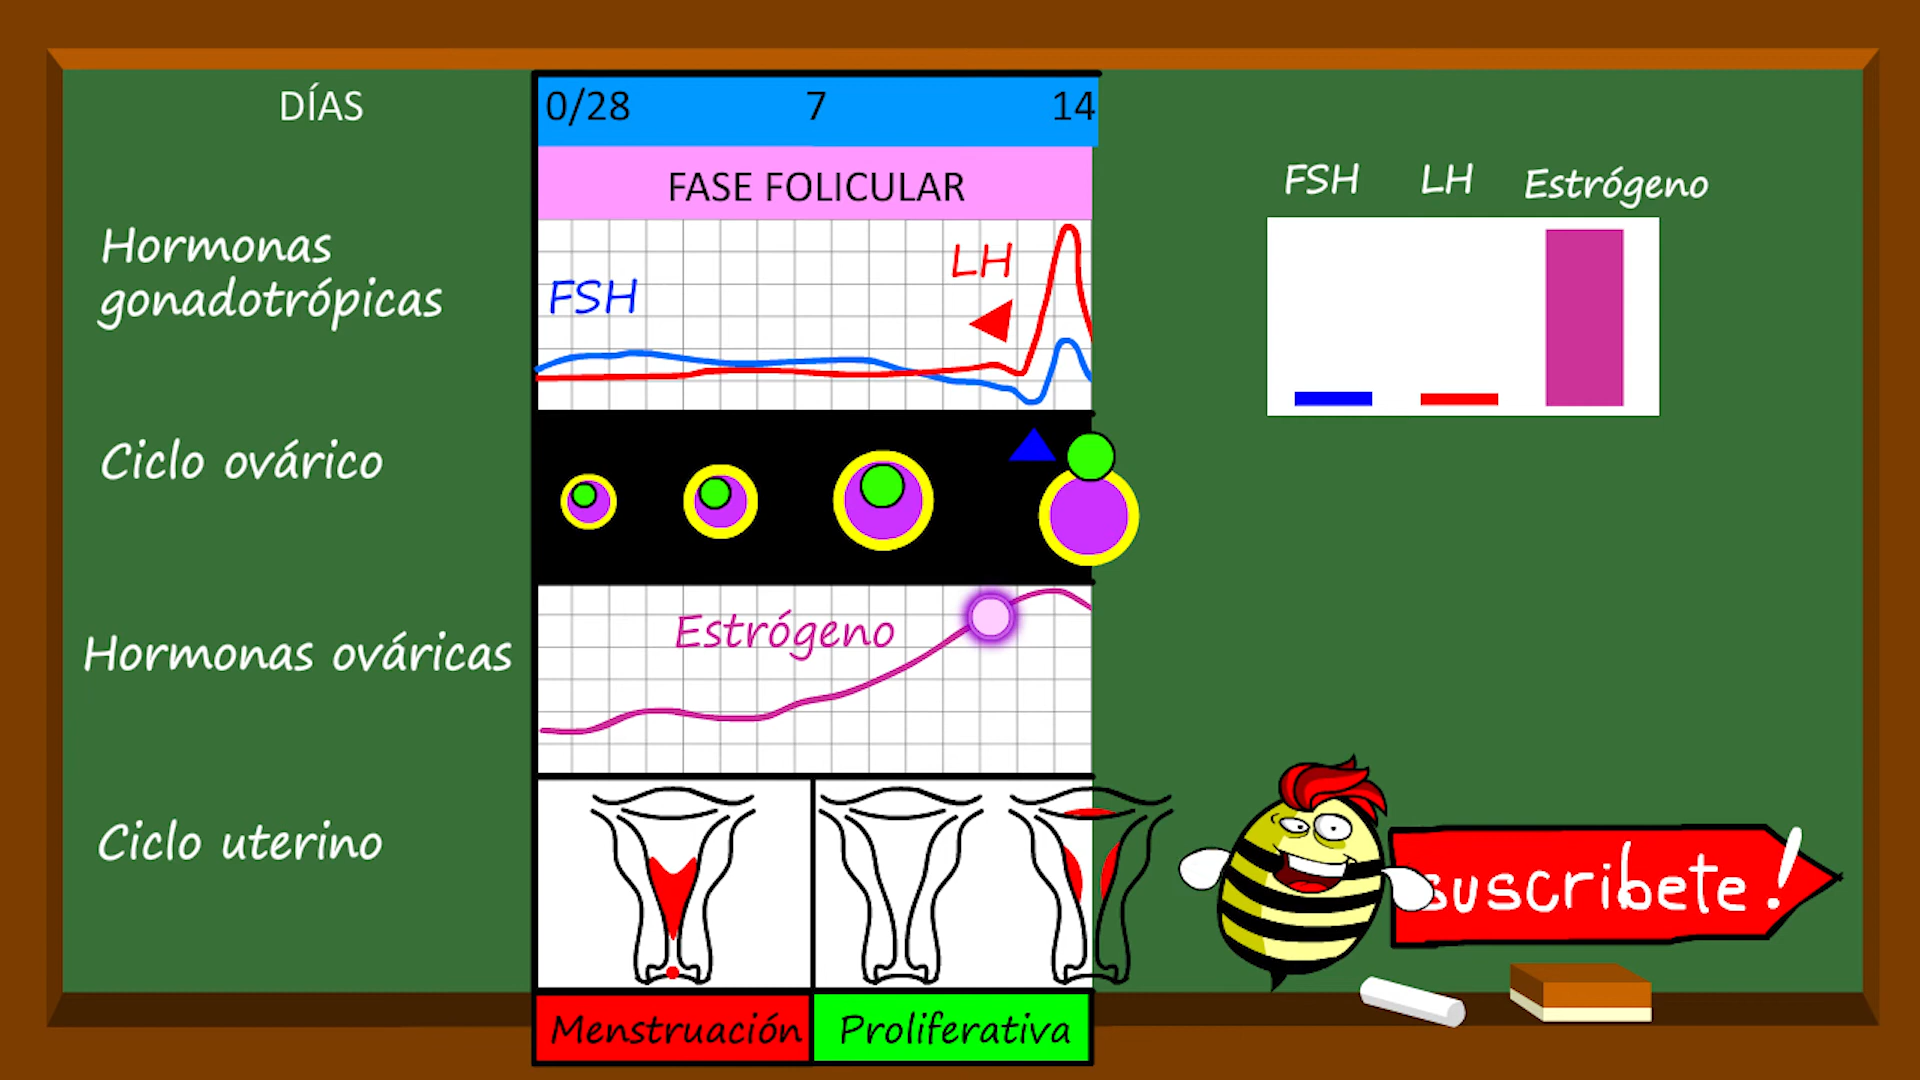 DÍAS
0/28 7 14
FASE FOLICULAR
Hormonas
gonadotrópicas
FSH
LH
FSH LH Estrógeno
Ciclo ovárico
Hormonas ováricas
Estrógeno
Ciclo uterino
suscribete!
Menstruación
Proliferativa